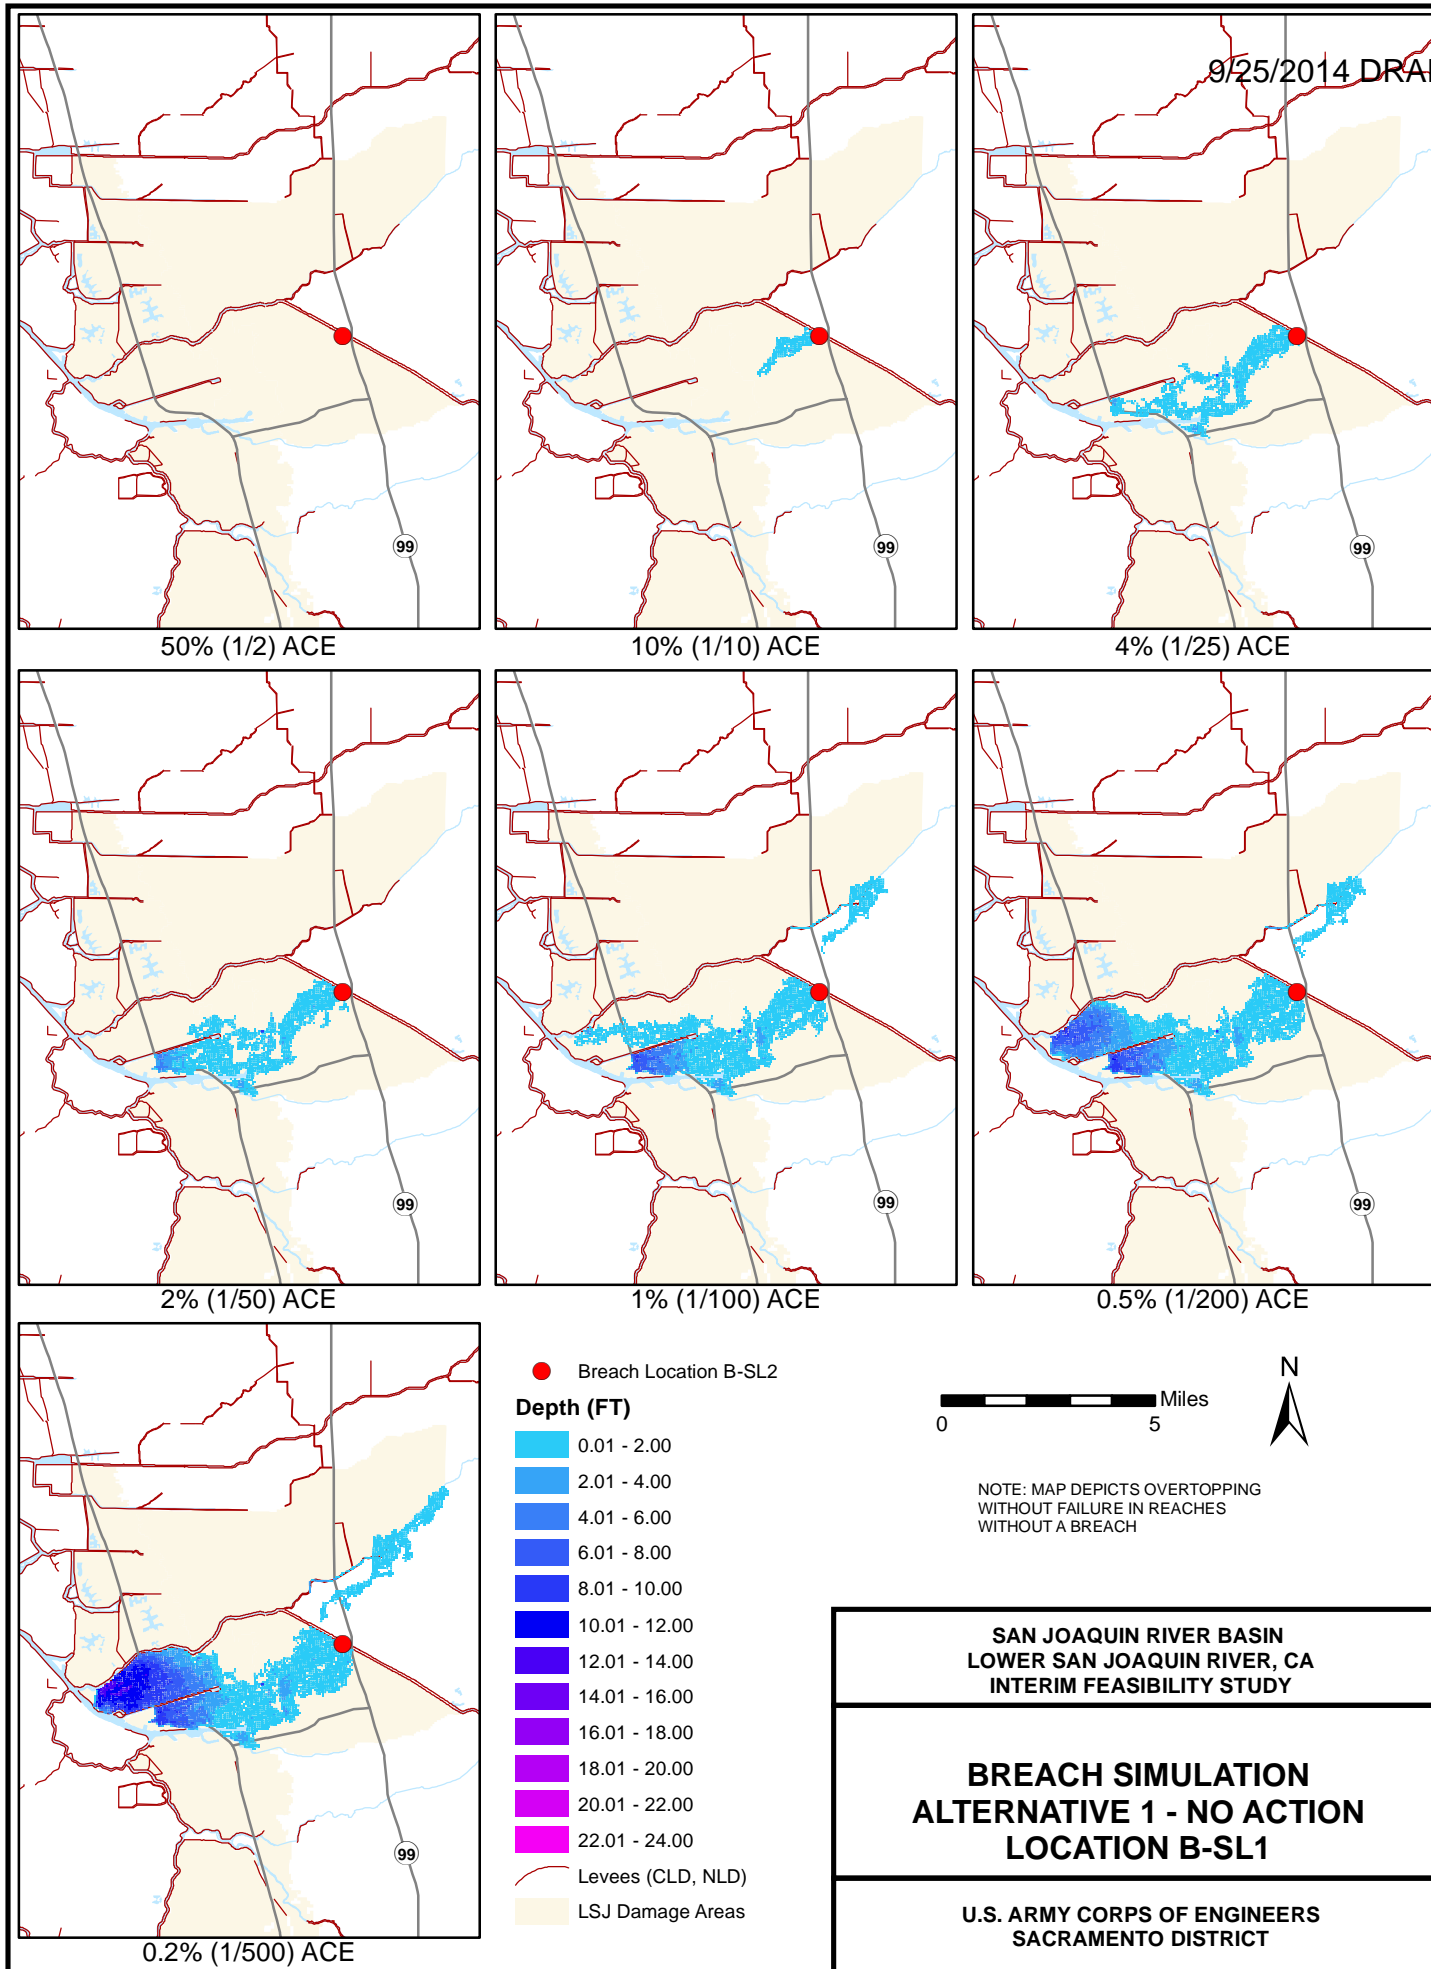 9/25/2014 DRA
99
99
99
50% (1/2) ACE
10% (1/10) ACE
4% (1/25) ACE
99
99
99
2% (1/50) ACE
1% (1/100) ACE
0.5% (1/200) ACE
99
0.2% (1/500) ACE
Breach Location B-SL2
Depth (FT)
0.01 - 2.00
2.01 - 4.00
4.01 - 6.00
6.01 - 8.00
8.01 - 10.00
10.01 - 12.00
12.01 - 14.00
14.01 - 16.00
16.01 - 18.00
18.01 - 20.00
20.01 - 22.00
22.01 - 24.00
Levees (CLD, NLD)
LSJ Damage Areas
Miles
0 5
N
NOTE: MAP DEPICTS OVERTOPPING
WITHOUT FAILURE IN REACHES
WITHOUT A BREACH
SAN JOAQUIN RIVER BASIN
LOWER SAN JOAQUIN RIVER, CA
INTERIM FEASIBILITY STUDY
BREACH SIMULATION
ALTERNATIVE 1 - NO ACTION
LOCATION B-SL1
U.S. ARMY CORPS OF ENGINEERS
SACRAMENTO DISTRICT